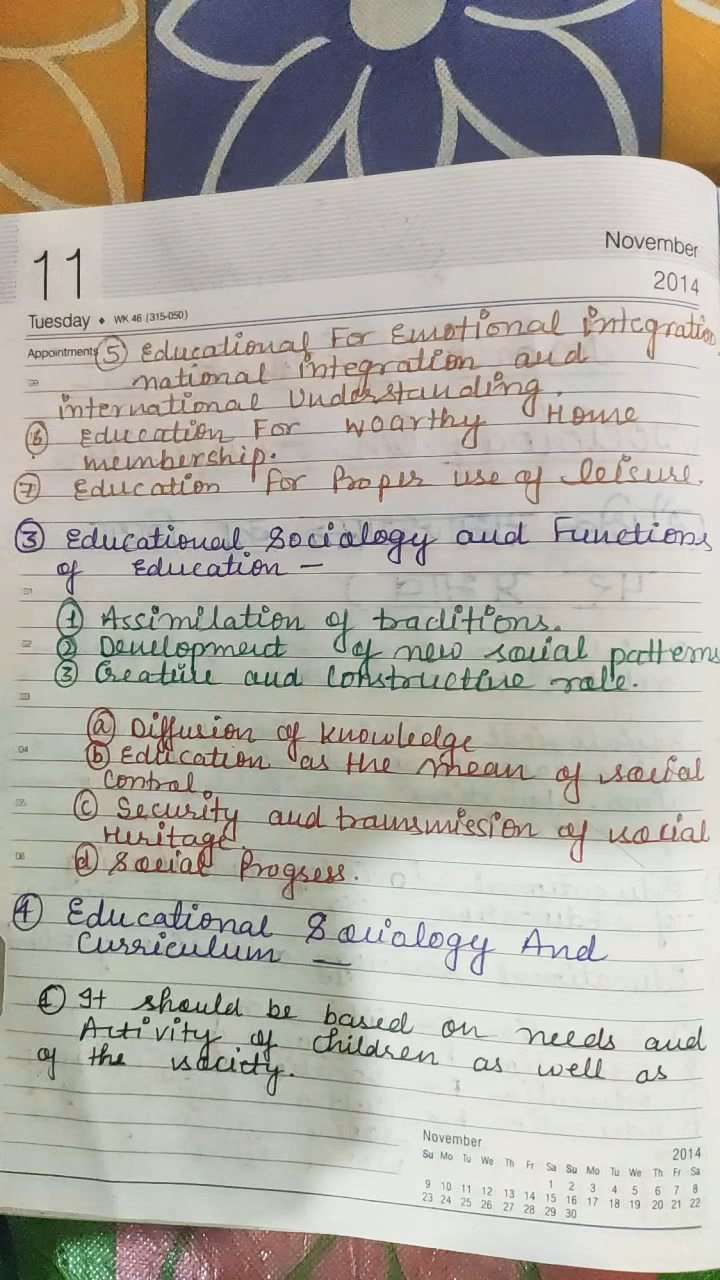 11
November
2014
Tuesday • WK 46 (315-050)
Appointments
⑤ Educational For Emotional integration
09
national integration and
international Understanding.
⑥ Education For woarthy Home
membership.
⑦ Education for Proper use of leisure.
③ Educational Sociology and Functions
of Education —
01
① Assimilation of traditions.
02
② Development of new social patterns
③ Creative and constructive role.
03
ⓐ Diffusion of knowledge
04
ⓑ Education as the mean of social
Control.
05
ⓒ Security and transmission of social
Heritage.
06
ⓓ Social Progress.
④ Educational Sociology And
Curriculum —
① It should be based on needs and
Activity of children as well as
of the society.
November 2014
Su Mo Tu We Th Fr Sa Su Mo Tu We Th Fr Sa
1 2 3 4 5 6 7 8
9 10 11 12 13 14 15 16 17 18 19 20 21 22
23 24 25 26 27 28 29 30